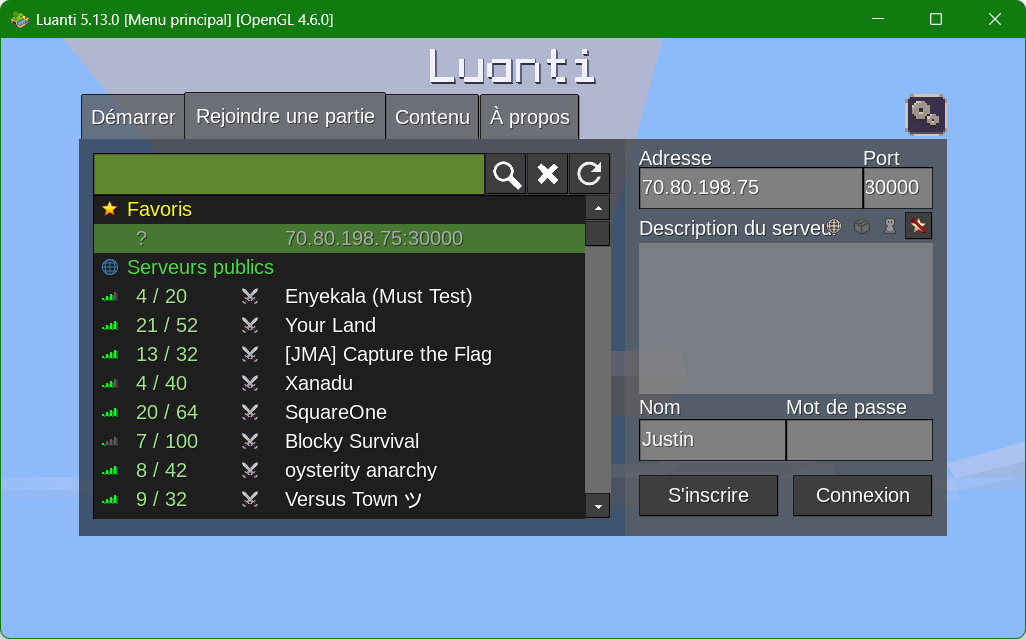 Luanti 5.13.0 [Menu principal] [OpenGL 4.6.0]
Luanti
Démarrer Rejoindre une partie Contenu À propos
Adresse Port
70.80.198.75 30000
Favoris
Description du serveu
? 70.80.198.75:30000
Serveurs publics
4 / 20 Enyekala (Must Test)
21 / 52 Your Land
13 / 32 [JMA] Capture the Flag
4 / 40 Xanadu
20 / 64 SquareOne
7 / 100 Blocky Survival
8 / 42 oysterity anarchy
9 / 32 Versus Town ツ
Nom Mot de passe
Justin
S'inscrire Connexion